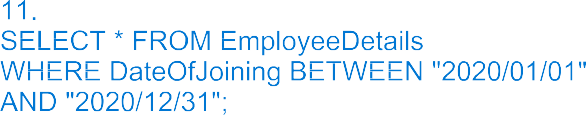 11.
SELECT * FROM EmployeeDetails
WHERE DateOfJoining BETWEEN "2020/01/01"
AND "2020/12/31";